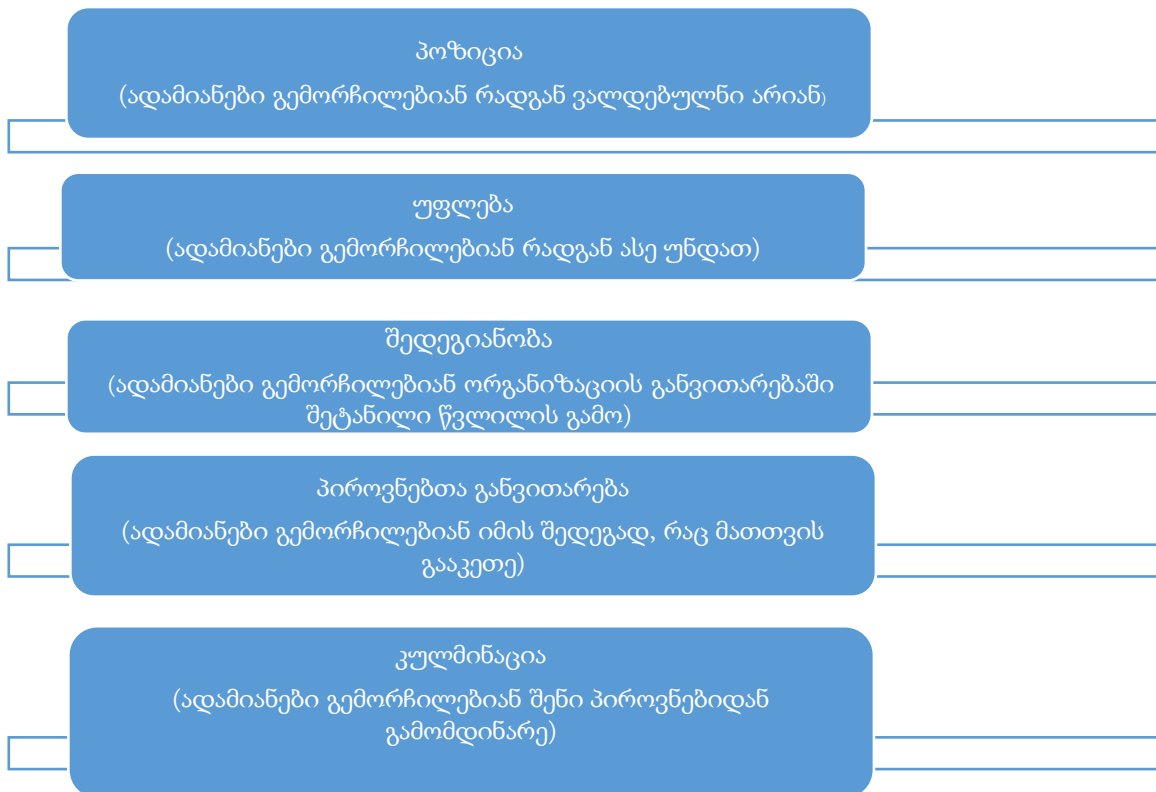 პოზიცია
(ადამიანები გემორჩილებიან რადგან ვალდებულნი არიან)
უფლება
(ადამიანები გემორჩილებიან რადგან ასე უნდათ)
შედეგიანობა
(ადამიანები გემორჩილებიან ორგანიზაციის განვითარებაში
შეტანილი წვლილის გამო)
პიროვნებთა განვითარება
(ადამიანები გემორჩილებიან იმის შედეგად, რაც მათთვის
გააკეთე)
კულმინაცია
(ადამიანები გემორჩილებიან შენი პიროვნებიდან
გამომდინარე)